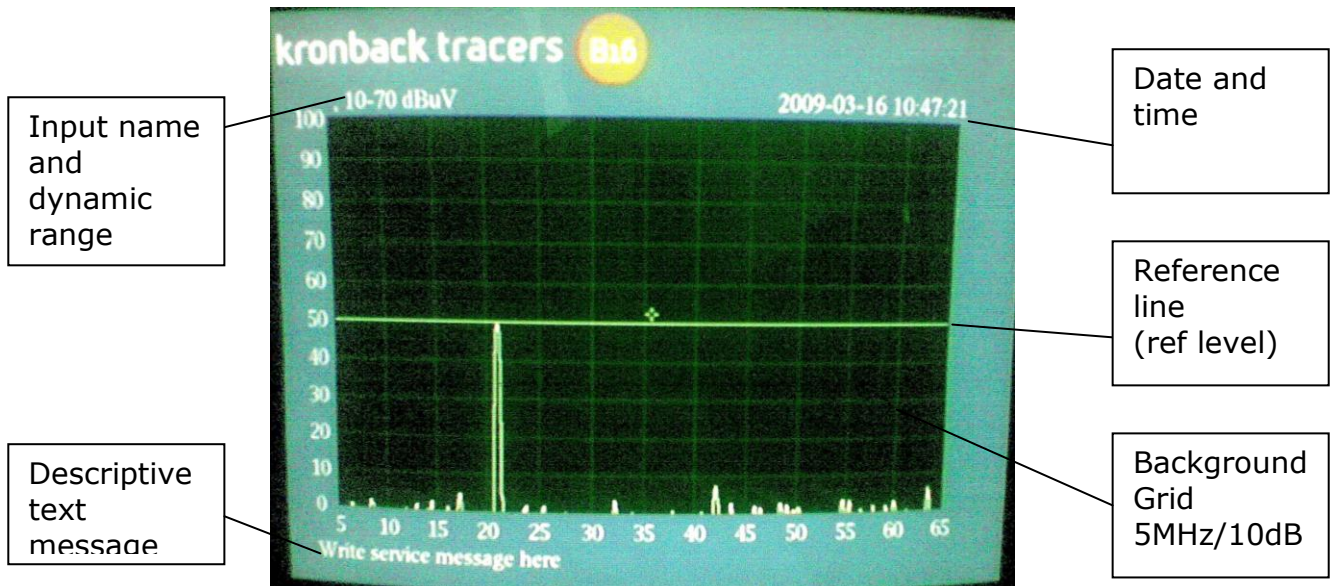 kronback tracers B16
. 10-70 dBuV
2009-03-16 10:47:21
100
90
80
70
60
50
40
30
20
10
0
5 10 15 20 25 30 35 40 45 50 55 60 65
Write service message here
Input name
and
dynamic
range
Descriptive
text
message
Date and
time
Reference
line
(ref level)
Background
Grid
5MHz/10dB